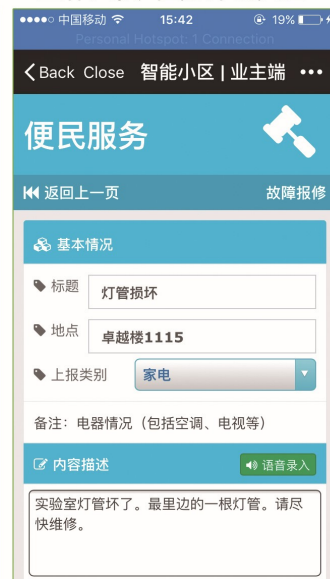 中国移动 15:42 19%
Personal Hotspot: 1 Connection
Back Close 智能小区 | 业主端 •••
便民服务
返回上一页 故障报修
基本情况
标题 灯管损坏
地点 卓越楼1115
上报类别 家电
备注：电器情况（包括空调、电视等）
内容描述 语音录入
实验室灯管坏了。最里边的一根灯管。请尽
快维修。